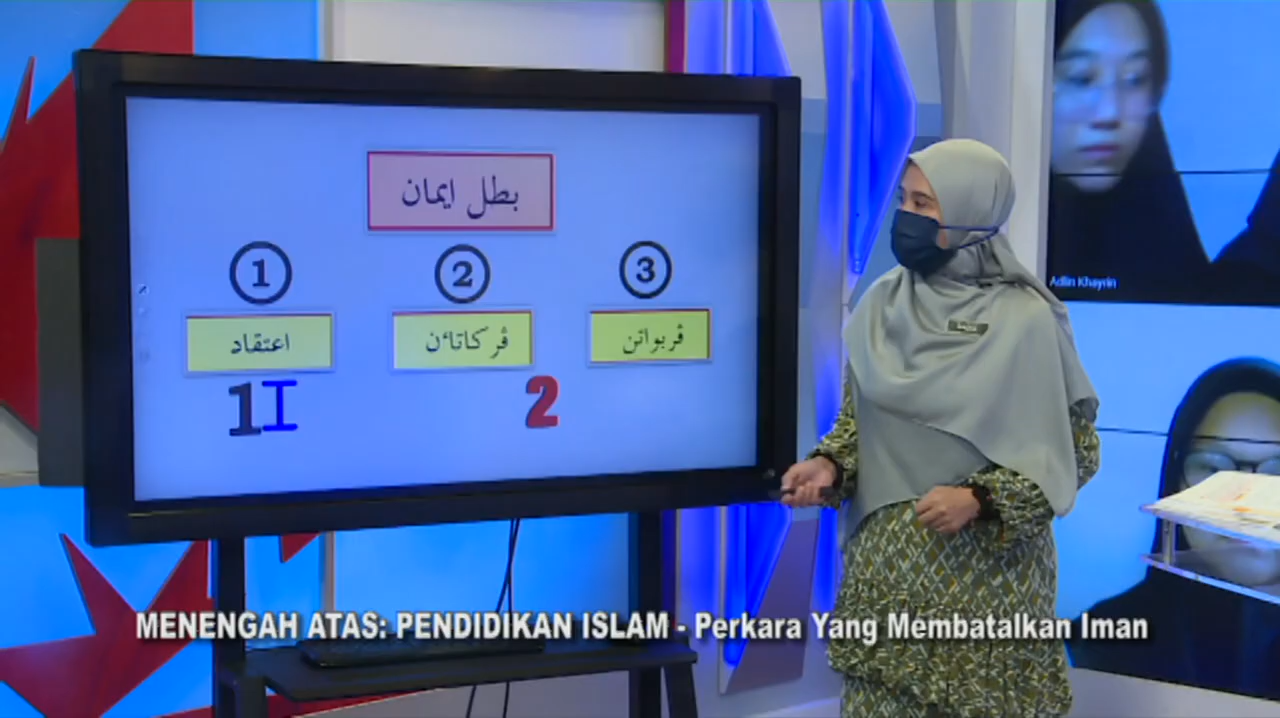 بطل ايمان
1
2
3
اعتقاد
ڤركاتاءن
ڤربواتن
1I
2
Adlin Khayrin
MENENGAH ATAS: PENDIDIKAN ISLAM - Perkara Yang Membatalkan Iman